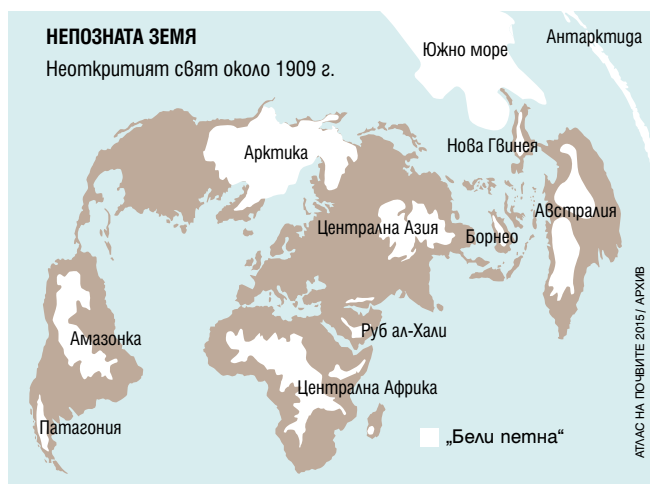 НЕПОЗНАТА ЗЕМЯ
Неоткритият свят около 1909 г.
Южно море
Антарктида
Арктика
Нова Гвинея
Централна Азия
Борнео
Австралия
Амазонка
Руб ал-Хали
Централна Африка
Патагония
„Бели петна“
АТЛАС НА ПОЧВИТЕ 2015/ АРХИВ